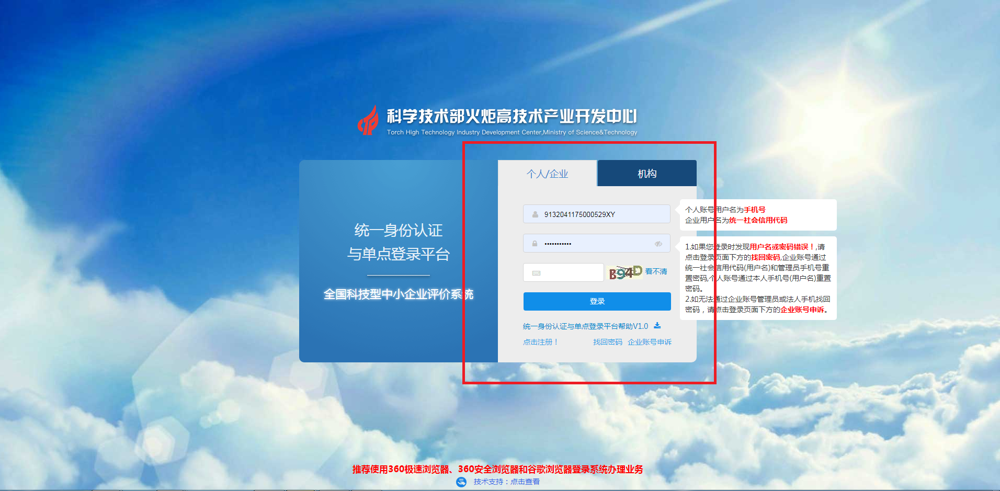 科学技术部火炬高技术产业开发中心
Torch High Technology Industry Development Center,Ministry of Science&Technology
统一身份认证
与单点登录平台
全国科技型中小企业评价系统
个人/企业
机构
9132041175000529XY
•••••••••••
B94D
看不清
登录
统一身份认证与单点登录平台帮助V1.0
点击注册！
找回密码
企业账号申诉
个人账号用户名为手机号
企业用户名为统一社会信用代码
1.如果您登录时发现用户名或密码错误！,请
点击登录页面下方的找回密码,企业账号通过
统一社会信用代码(用户名)和管理员手机号重
置密码,个人账号通过本人手机号(用户名)重置
密码。
2.如无法通过企业账号管理员或法人手机找回
密码，请点击登录页面下方的企业账号申诉。
推荐使用360极速浏览器、360安全浏览器和谷歌浏览器登录系统办理业务
技术支持：点击查看